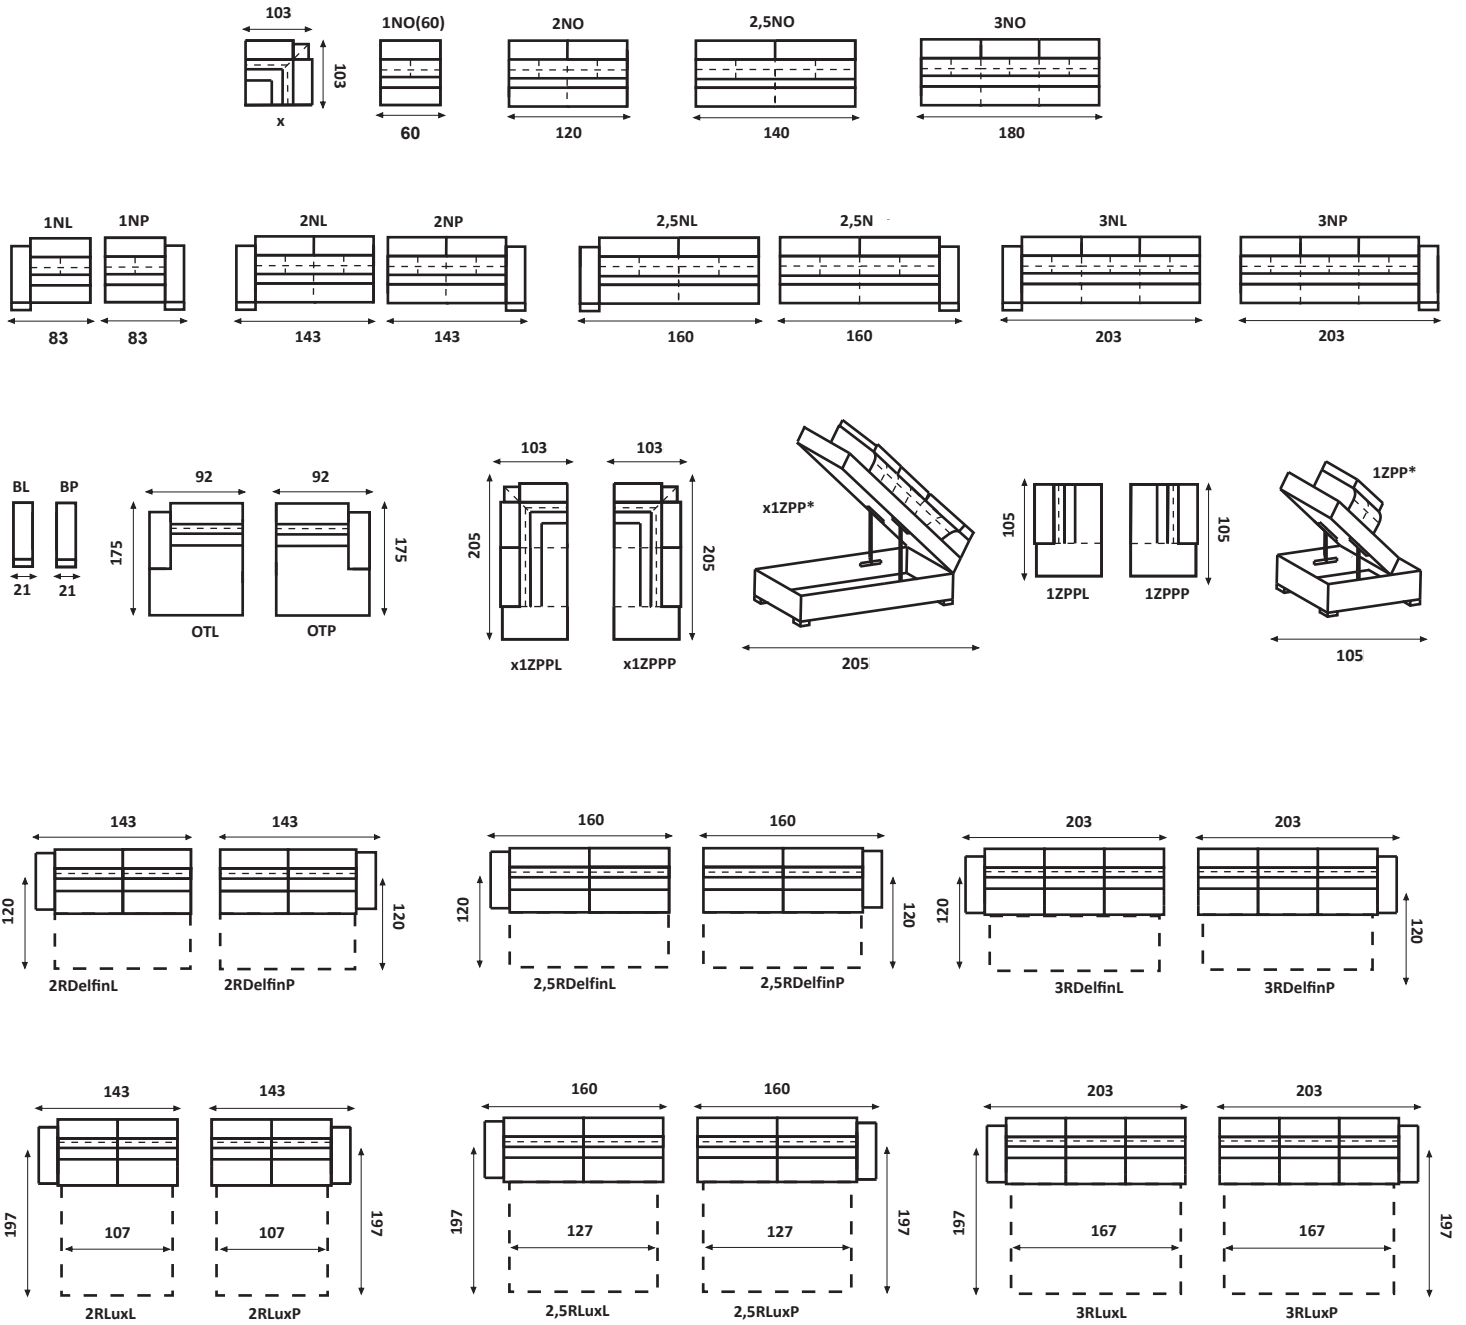 103
1NO(60)
2NO
2,5NO
3NO
103
x
60
120
140
180
1NL
1NP
2NL
2NP
2,5NL
2,5N
3NL
3NP
83
83
143
143
160
160
203
203
BL
BP
92
92
103
103
x1ZPP*
1ZPP*
175
175
205
205
105
105
21
21
OTL
OTP
x1ZPPL
x1ZPPP
205
1ZPPL
1ZPPP
105
143
143
160
160
203
203
120
120
120
120
120
120
2RDelfinL
2RDelfinP
2,5RDelfinL
2,5RDelfinP
3RDelfinL
3RDelfinP
143
143
160
160
203
203
197
107
107
197
197
127
127
197
197
167
167
197
2RLuxL
2RLuxP
2,5RLuxL
2,5RLuxP
3RLuxL
3RLuxP